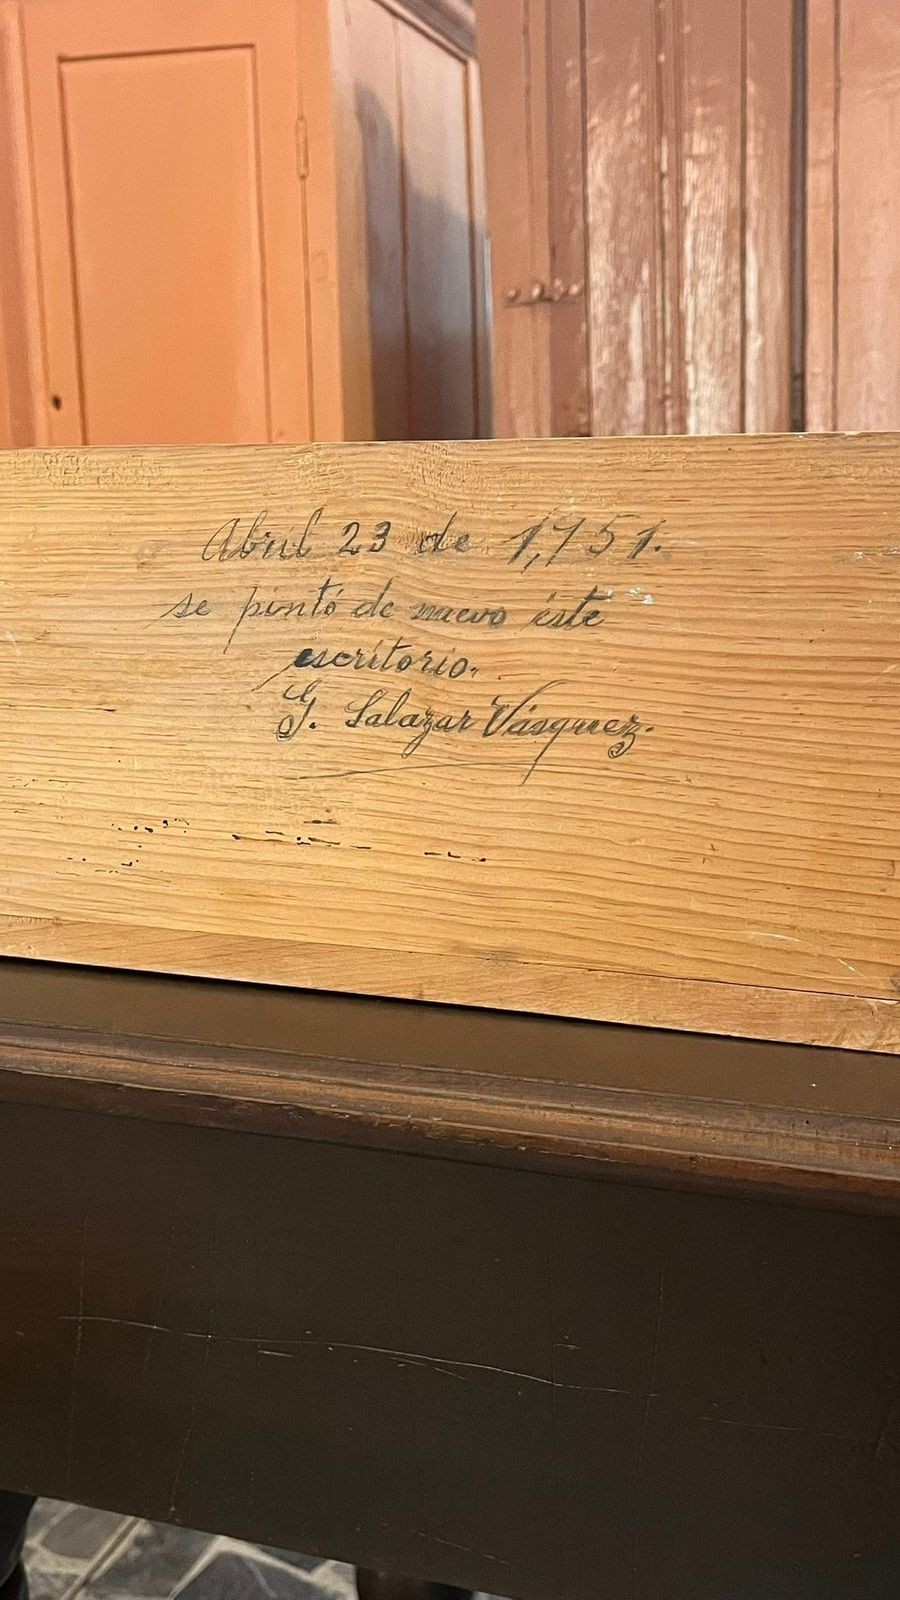 Abril 23 de 1,751.
se pintó de nuevo éste
escritorio.
G. Salazar Vásquez.